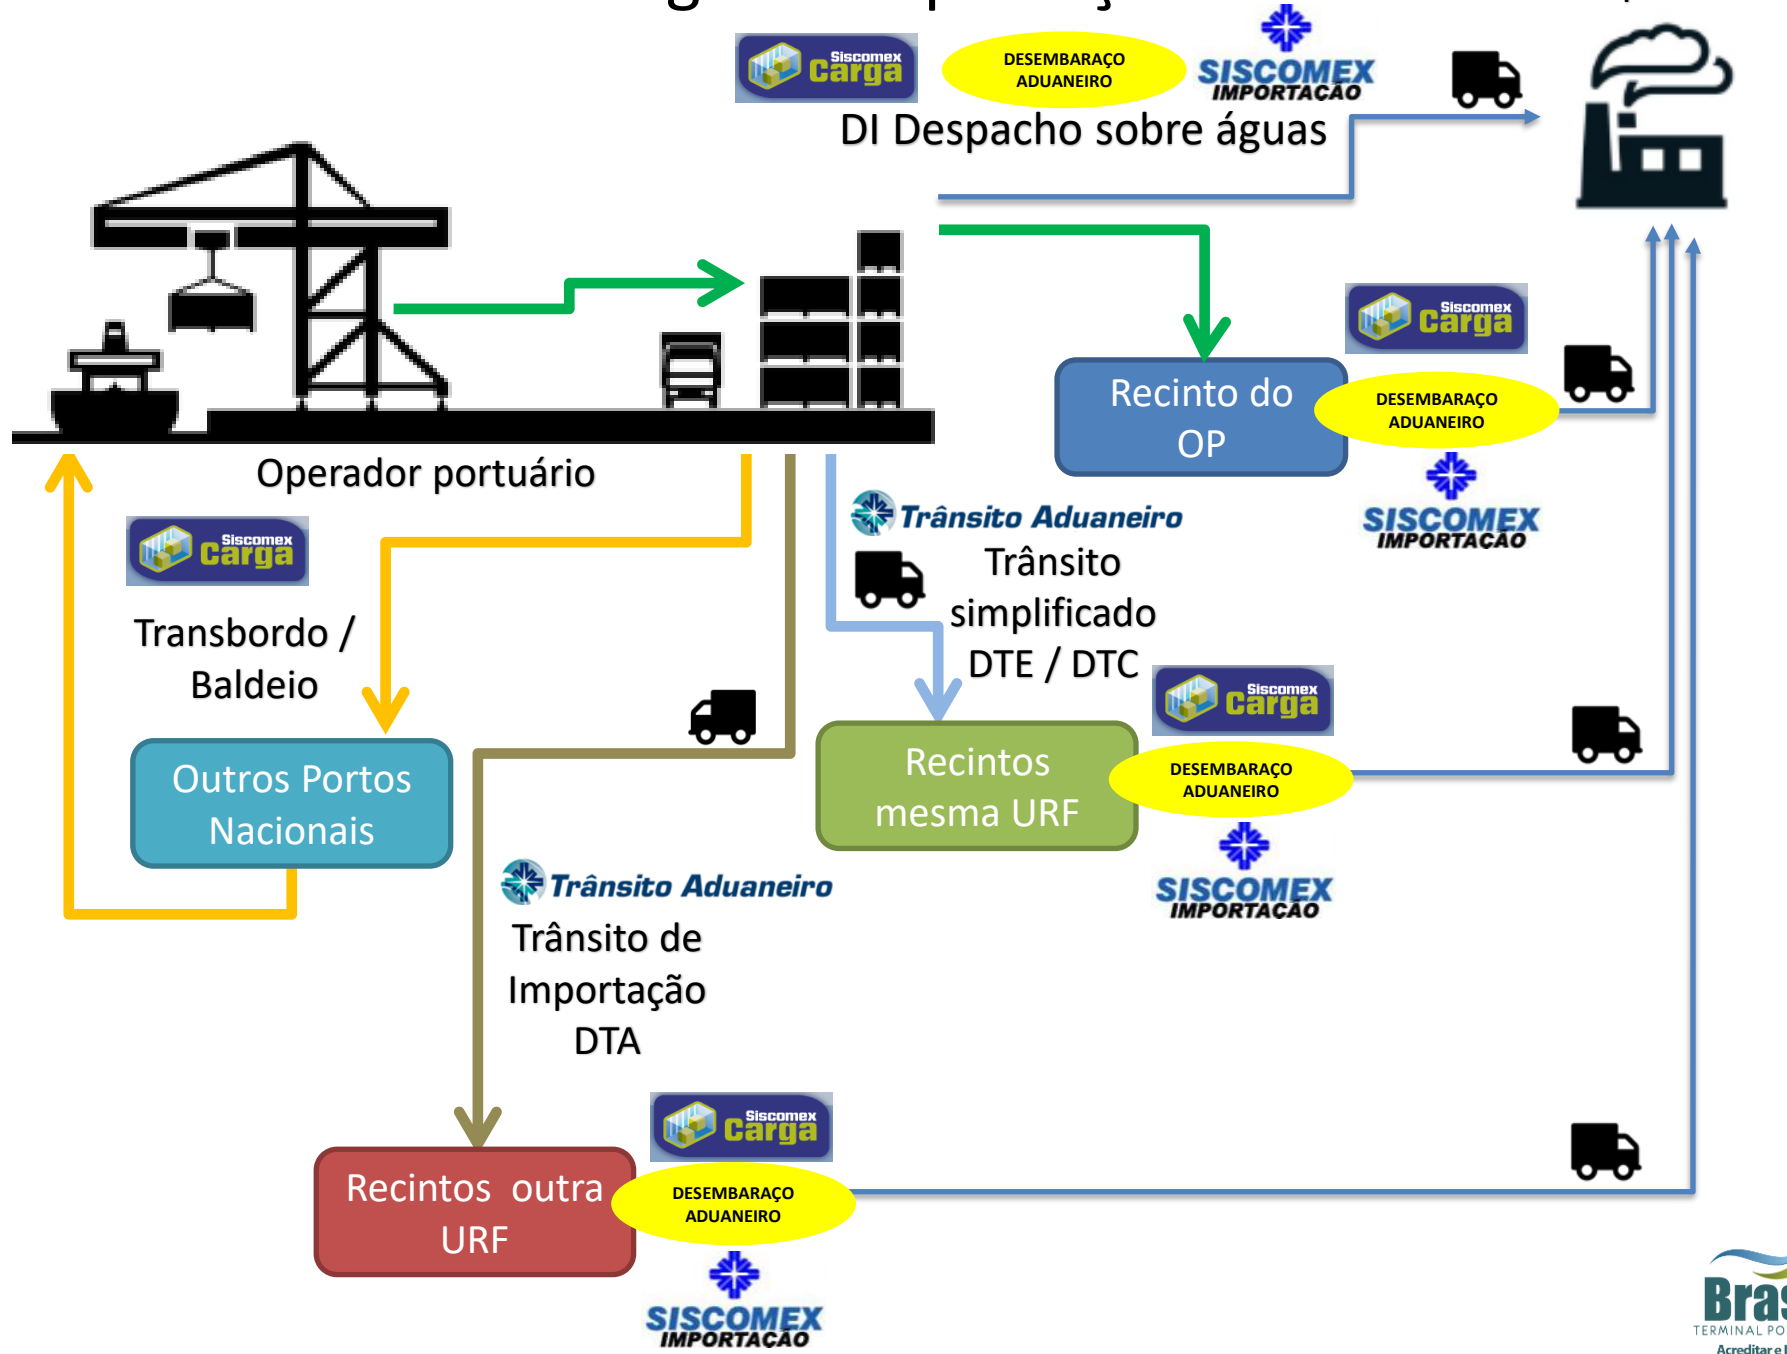 Siscomex
Carga
DESEMBARAÇO
ADUANEIRO
SISCOMEX
IMPORTAÇÃO
DI Despacho sobre águas
Siscomex
Carga
Recinto do
OP
DESEMBARAÇO
ADUANEIRO
SISCOMEX
IMPORTAÇÃO
Operador portuário
Siscomex
Carga
Transbordo /
Baldeio
Trânsito Aduaneiro
Trânsito
simplificado
DTE / DTC
Siscomex
Carga
Outros Portos
Nacionais
Recintos
mesma URF
DESEMBARAÇO
ADUANEIRO
SISCOMEX
IMPORTAÇÃO
Trânsito Aduaneiro
Trânsito de
Importação
DTA
Siscomex
Carga
Recintos outra
URF
DESEMBARAÇO
ADUANEIRO
SISCOMEX
IMPORTAÇÃO
TERMINAL
Acreditar e